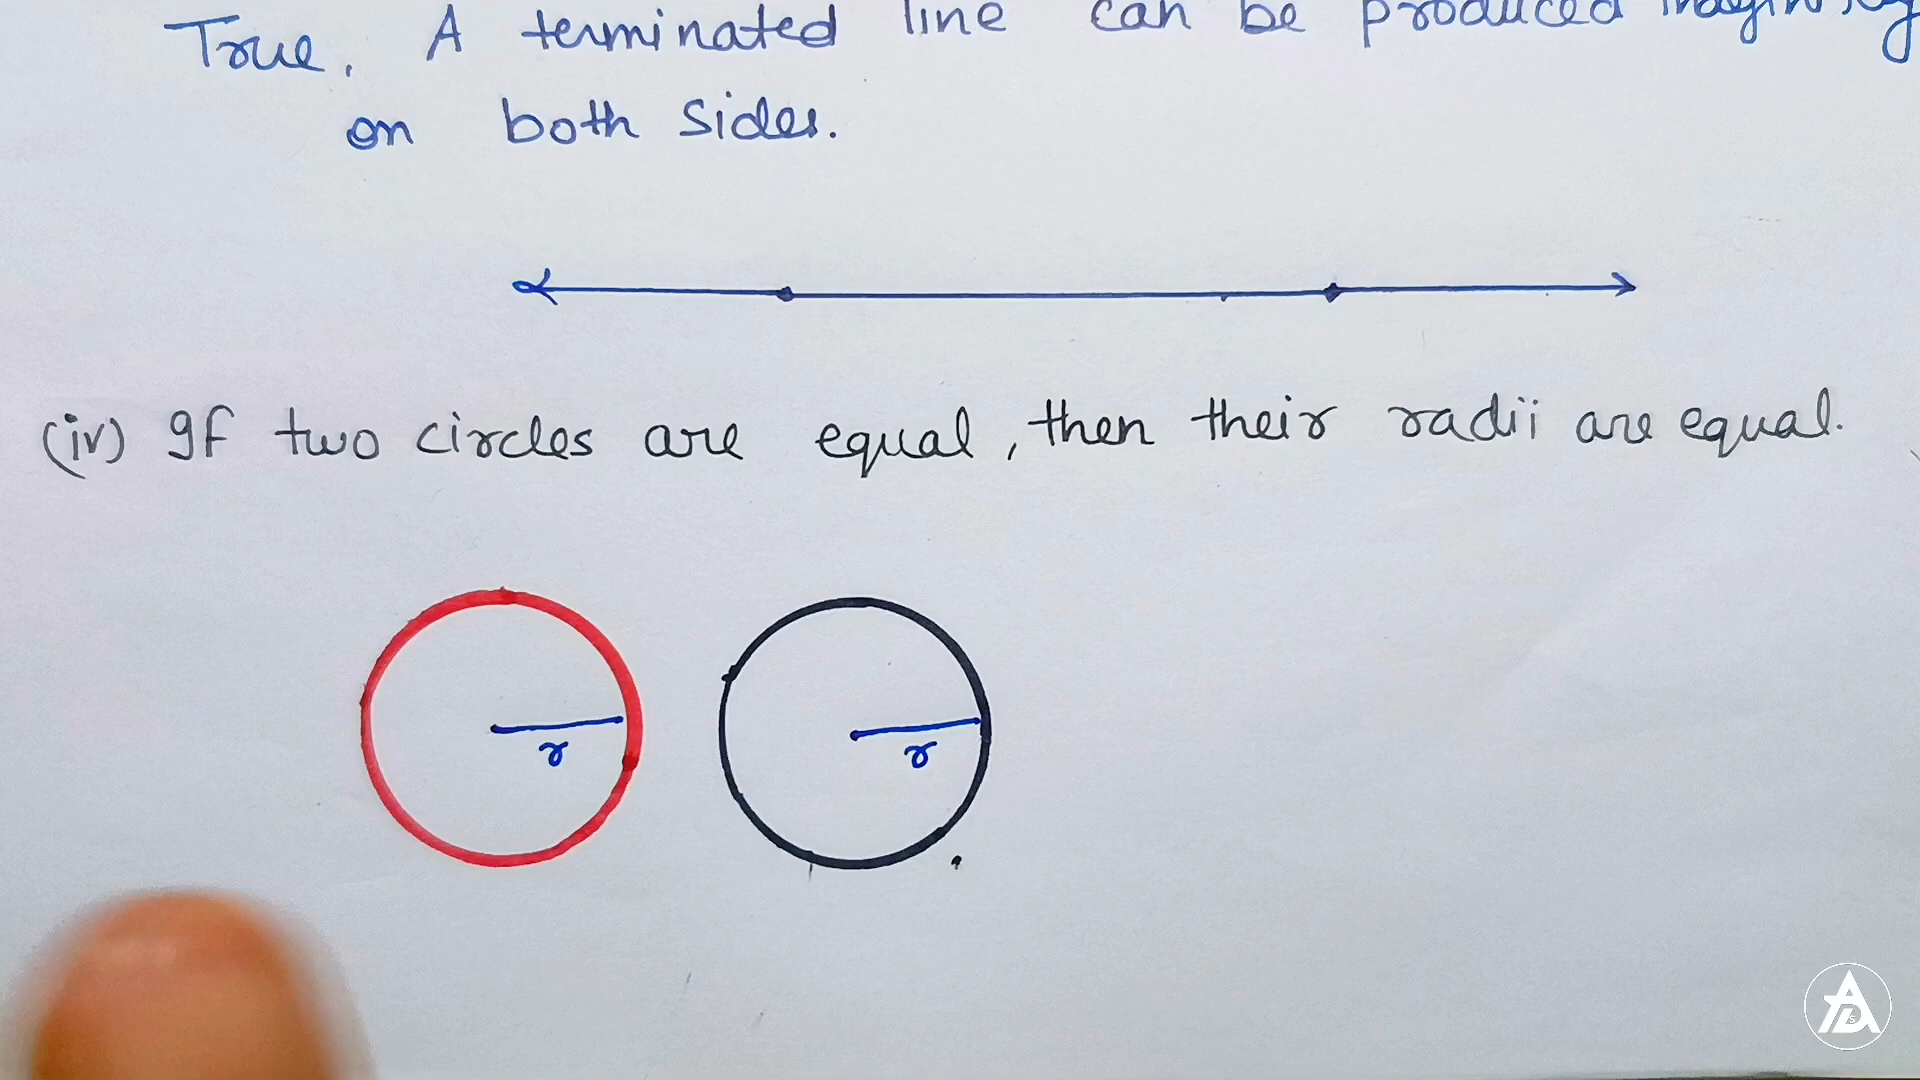 True. A terminated line can be produced
on both sides.
(iv) If two circles are equal, then their radii are equal.
r r